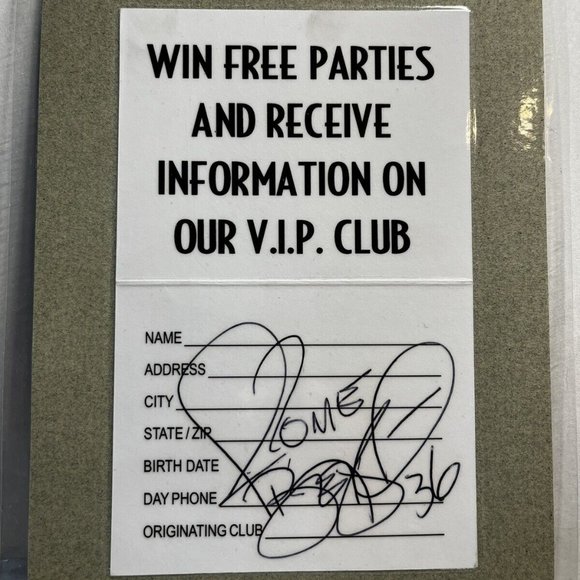 WIN FREE PARTIES
AND RECEIVE
INFORMATION ON
OUR V.I.P. CLUB
NAME
ADDRESS
CITY
STATE / ZIP
BIRTH DATE
DAY PHONE
ORIGINATING CLUB
36